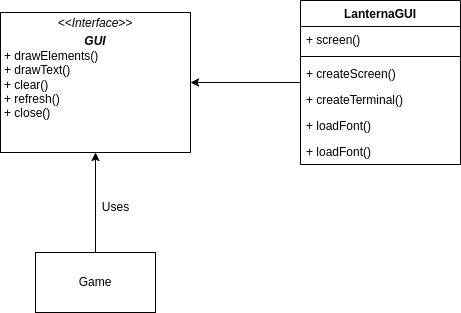 <<Interface>>
GUI
+ drawElements()
+ drawText()
+ clear()
+ refresh()
+ close()
LanternaGUI
+ screen()
+ createScreen()
+ createTerminal()
+ loadFont()
+ loadFont()
Uses
Game